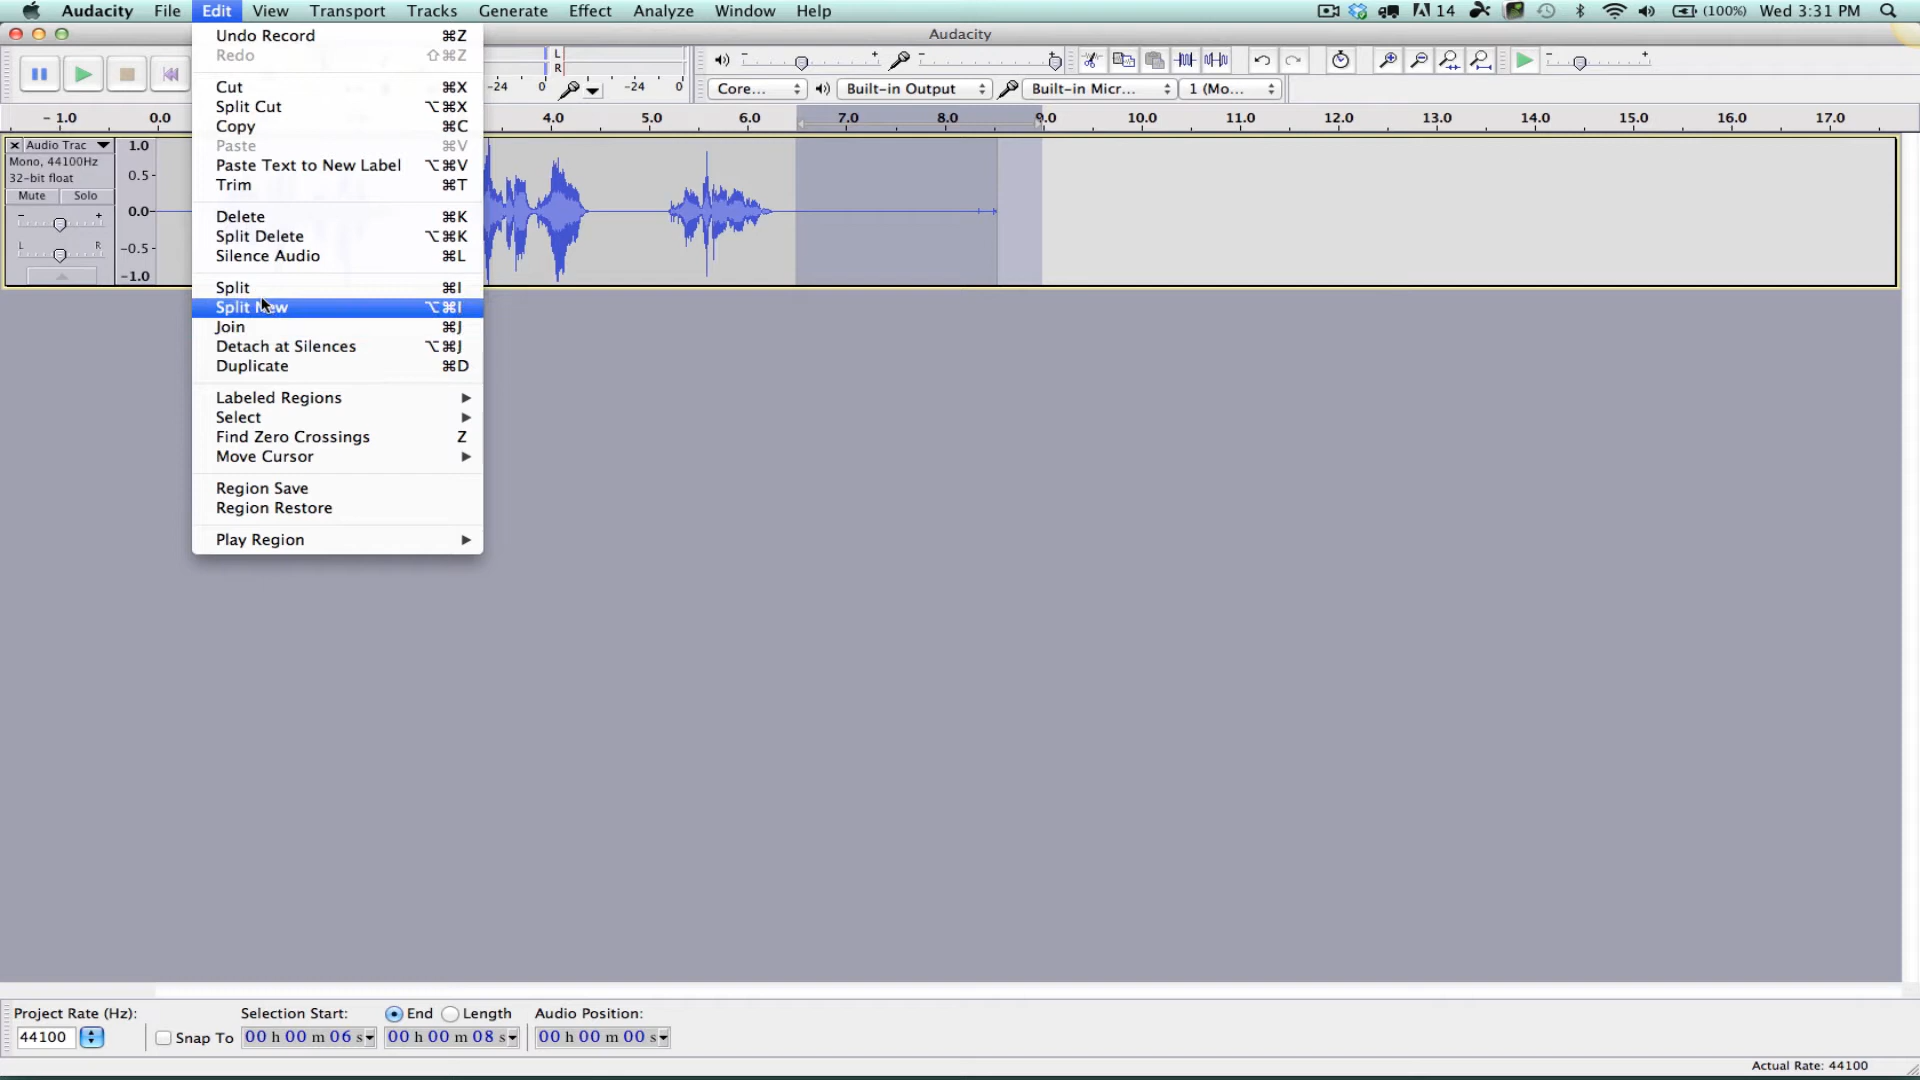 Audacity File Edit View Transport Tracks Generate Effect Analyze Window Help 14 (100%) Wed 3:31 PM
Audacity
Undo Record ⌘Z
Redo ⇧⌘Z
Cut ⌘X
Split Cut ⌥⌘X
Copy ⌘C
Paste ⌘V
Paste Text to New Label ⌥⌘V
Trim ⌘T
Delete ⌘K
Split Delete ⌥⌘K
Silence Audio ⌘L
Split ⌘I
Split New ⌥⌘I
Join ⌘J
Detach at Silences ⌥⌘J
Duplicate ⌘D
Labeled Regions
Select
Find Zero Crossings Z
Move Cursor
Region Save
Region Restore
Play Region
L
R
-24 0 -24 0
- + - + - +
Core... Built-in Output Built-in Micr... 1 (Mo...
- 1.0 0.0 4.0 5.0 6.0 7.0 8.0 9.0 10.0 11.0 12.0 13.0 14.0 15.0 16.0 17.0
Audio Trac
Mono, 44100Hz
32-bit float
Mute Solo
- +
L R
1.0
0.5-
0.0-
-0.5-
-1.0
Project Rate (Hz): Selection Start: End Length Audio Position:
44100 Snap To 00 h 00 m 06 s 00 h 00 m 08 s 00 h 00 m 00 s
Actual Rate: 44100